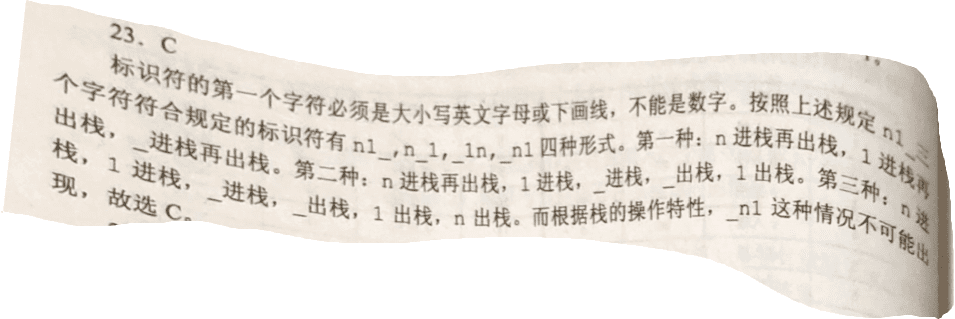 23. C
标识符的第一个字符必须是大小写英文字母或下画线，不能是数字。按照上述规定 n1_三
个字符符合规定的标识符有 n1_,n_1,_1n,_n1 四种形式。第一种：n 进栈再出栈，1 进栈再
出栈，_进栈再出栈。第二种：n 进栈再出栈，1 进栈，_进栈，_出栈，1 出栈。第三种：n 进
栈，1 进栈，_进栈，_出栈，1 出栈，n 出栈。而根据栈的操作特性，_n1 这种情况不可能出
现，故选 C。